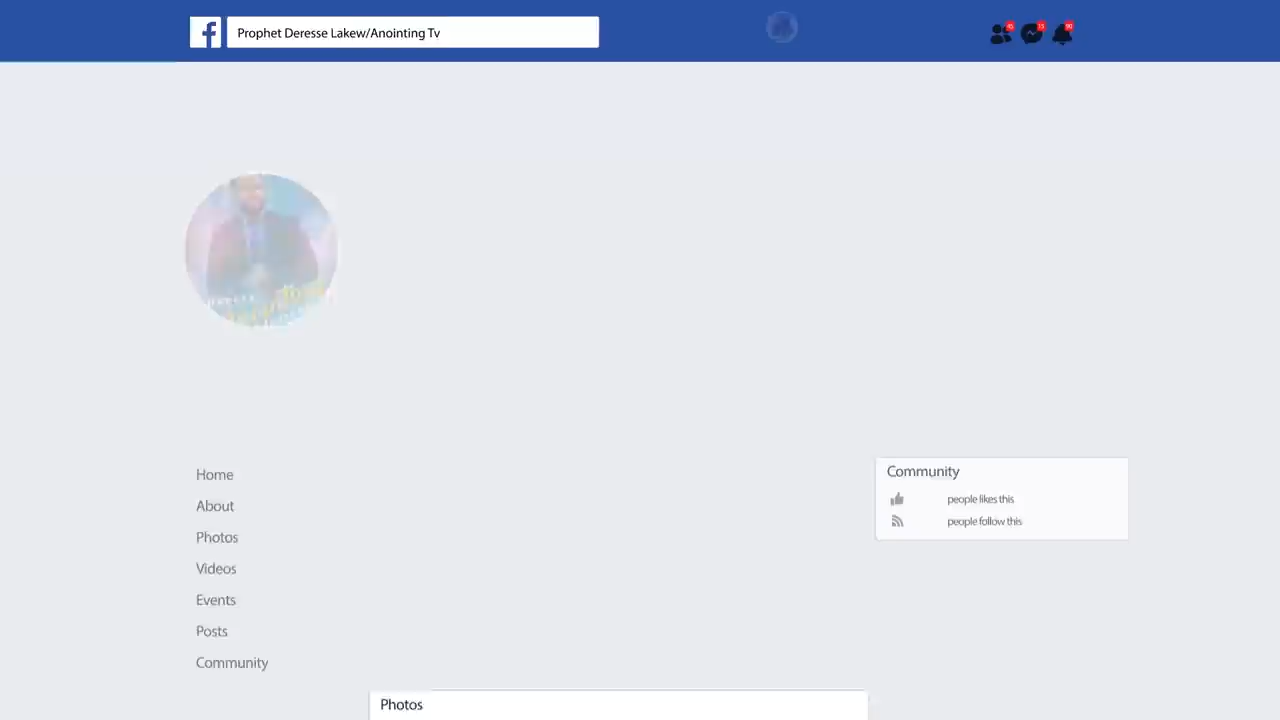 Prophet Deresse Lakew/Anointing Tv
Home
About
Photos
Videos
Events
Posts
Community
Community
people likes this
people follow this
Photos